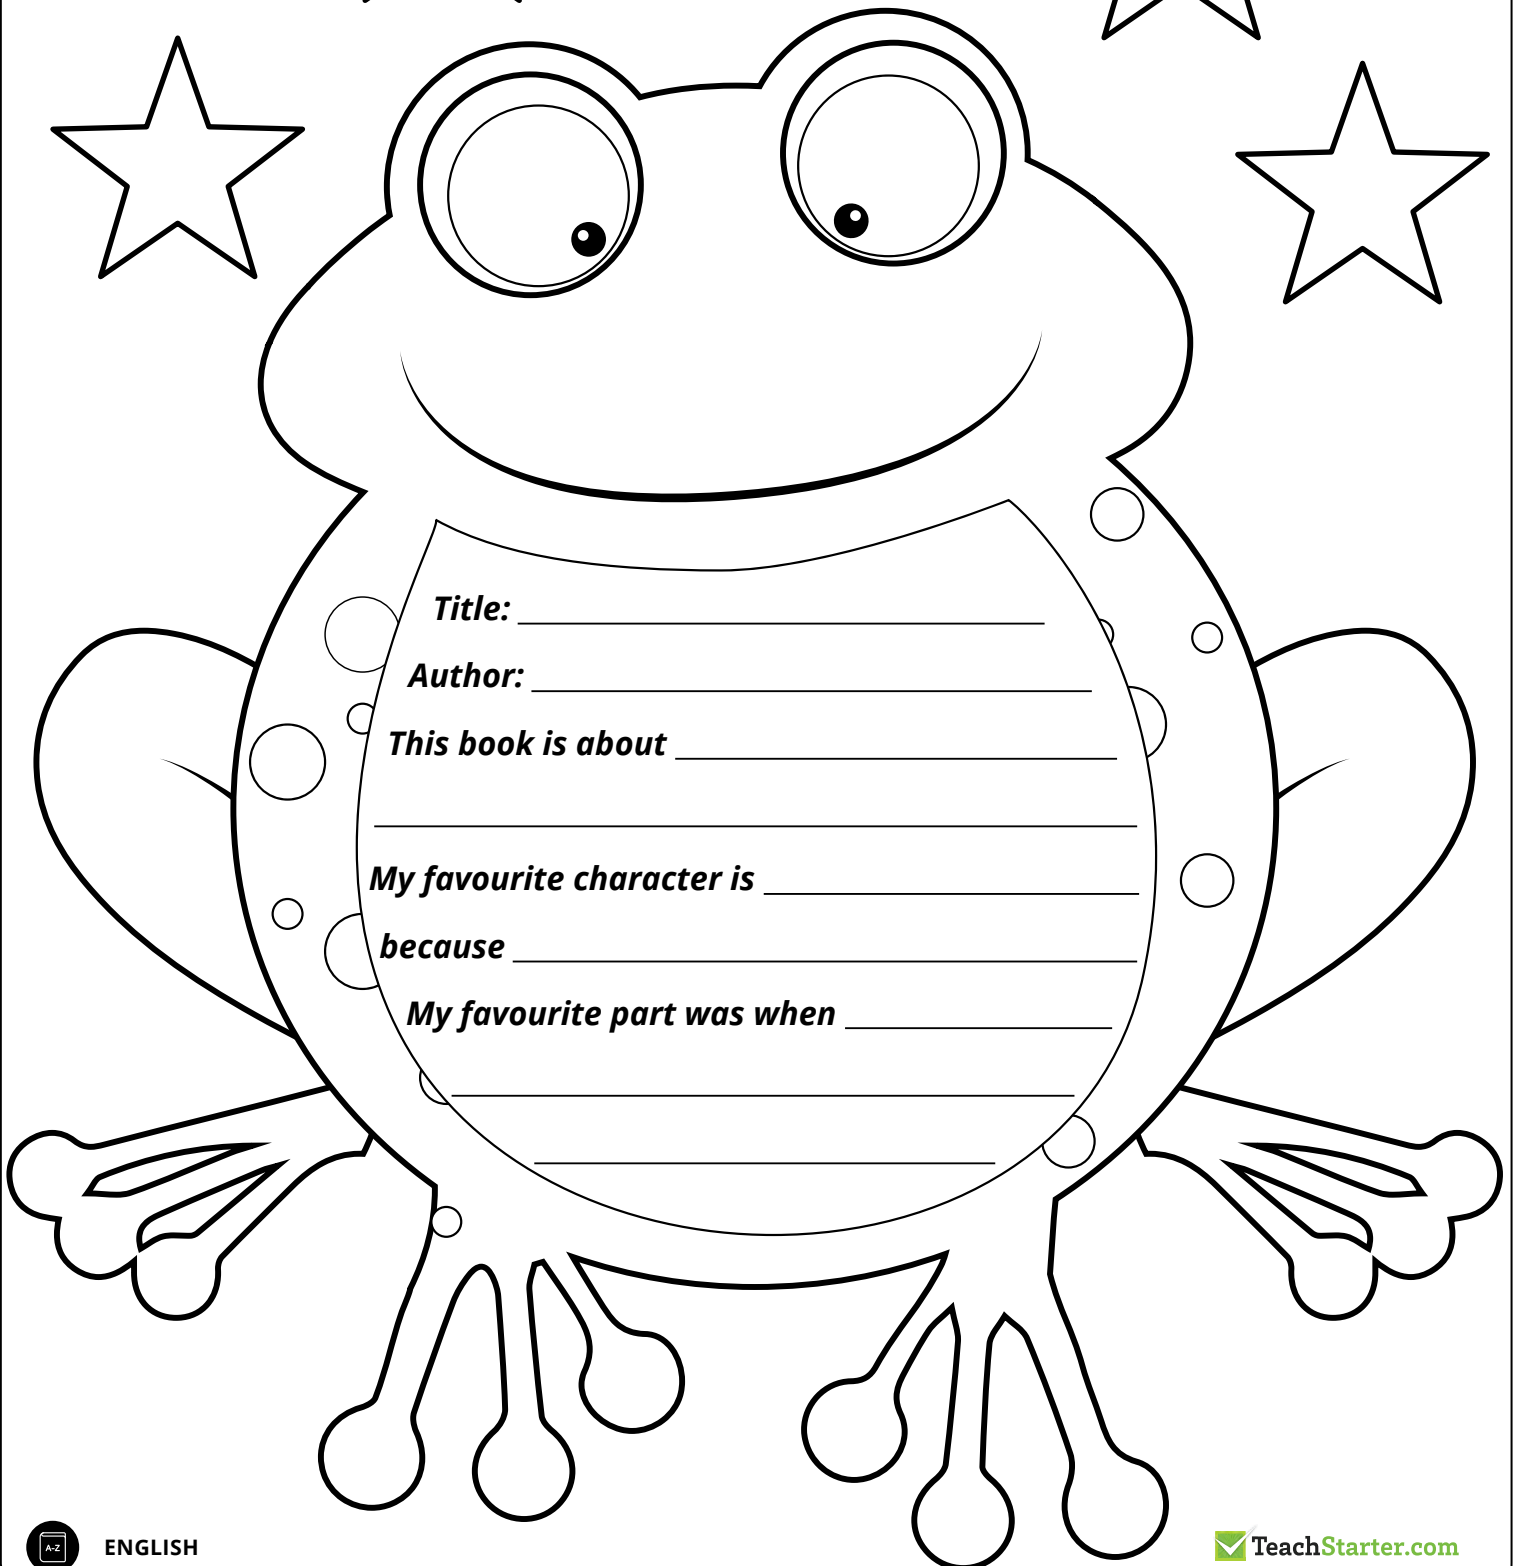 Title:
Author:
This book is about
My favourite character is
because
My favourite part was when
A-Z
ENGLISH
TeachStarter.com